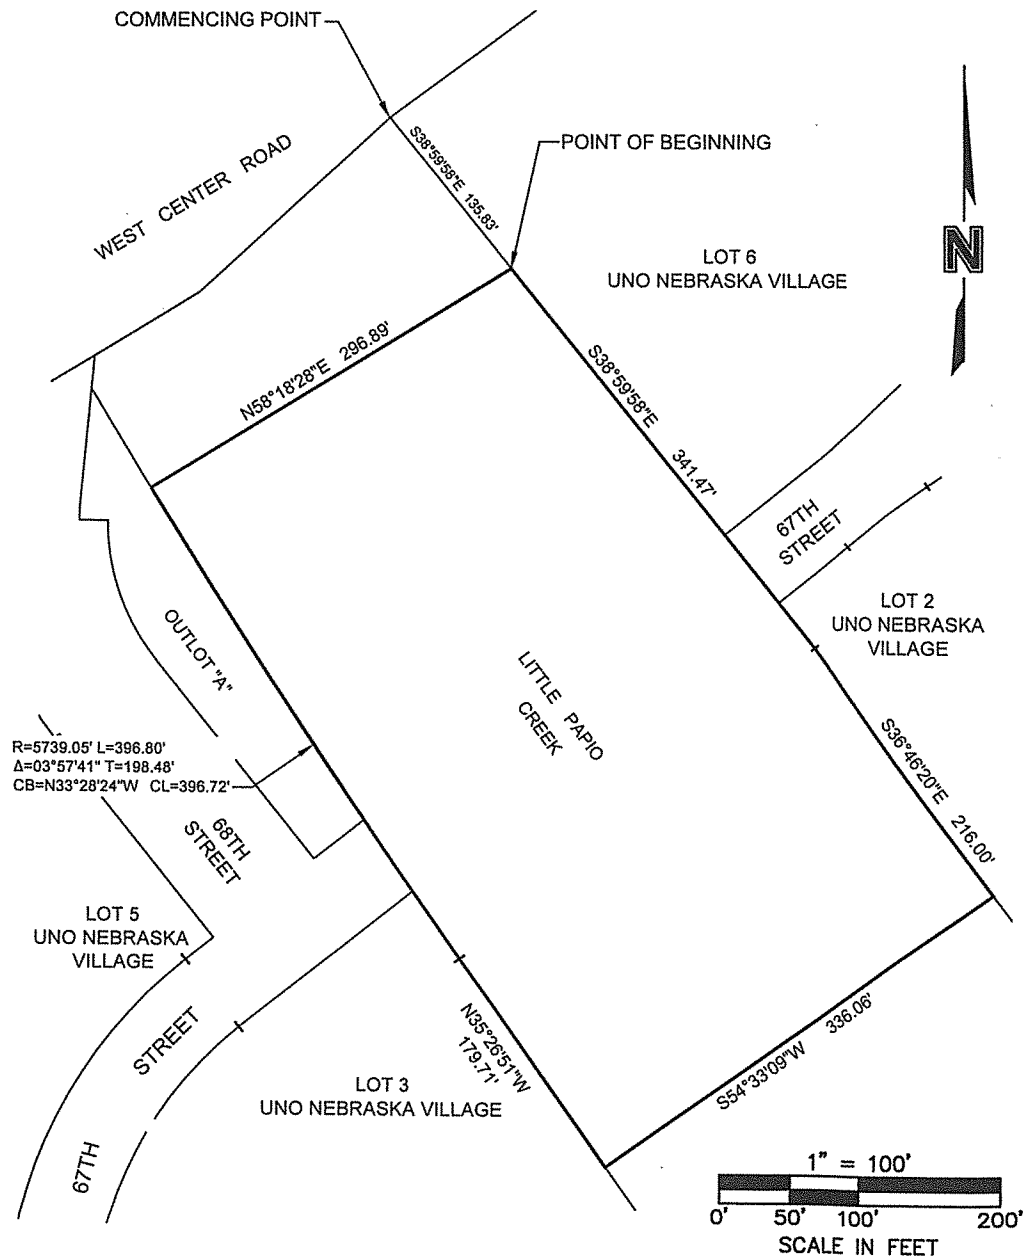 COMMENCING POINT
S38°59'58"E 135.83'
POINT OF BEGINNING
WEST CENTER ROAD
LOT 6
UNO NEBRASKA VILLAGE
N
N58°18'28"E 296.89'
S38°59'58"E 341.47'
67TH
STREET
LOT 2
UNO NEBRASKA
VILLAGE
OUTLOT "A"
LITTLE PAPIO
CREEK
R=5739.05' L=396.80'
Δ=03°57'41" T=198.48'
CB=N33°28'24"W CL=396.72'
S36°46'20"E 216.00'
68TH
STREET
LOT 5
UNO NEBRASKA
VILLAGE
N35°26'51"W
179.71'
S54°33'09"W 336.06'
67TH STREET
LOT 3
UNO NEBRASKA VILLAGE
1" = 100'
0' 50' 100' 200'
SCALE IN FEET